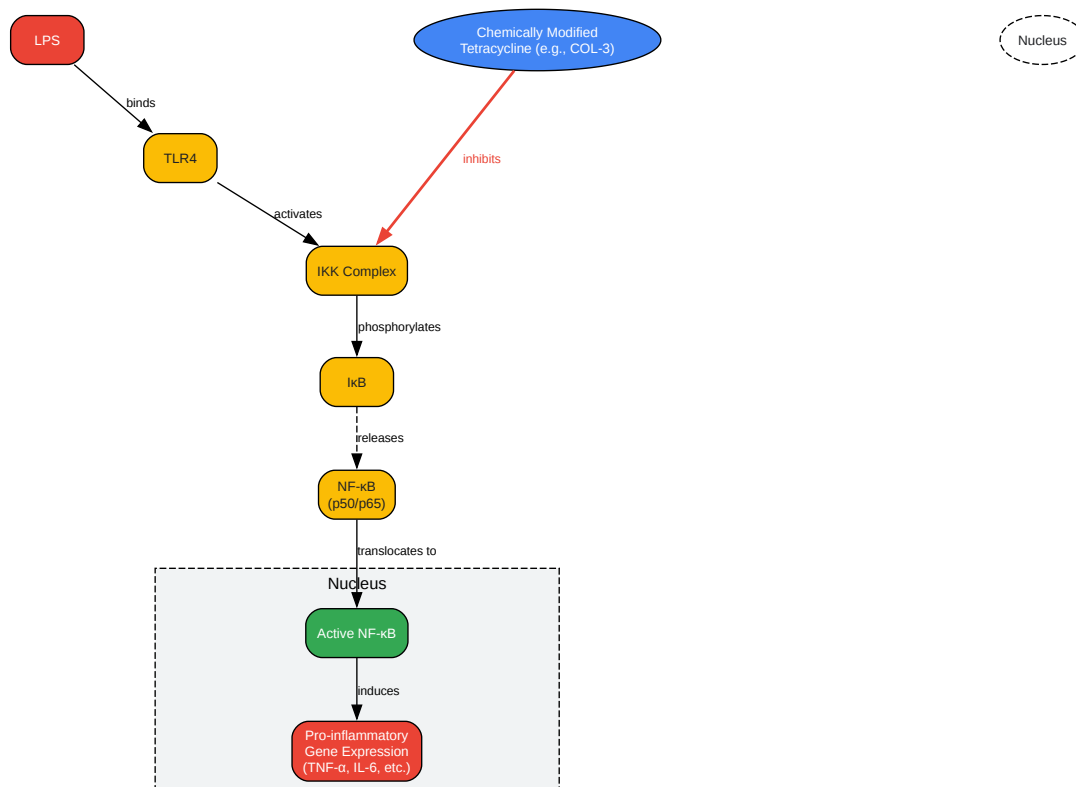 LPS
Chemically Modified
Tetracycline (e.g., COL-3)
Nucleus
binds
TLR4
inhibits
activates
IKK Complex
phosphorylates
IκB
releases
NF-κB
(p50/p65)
translocates to
Nucleus
Active NF-κB
induces
Pro-inflammatory
Gene Expression
(TNF-α, IL-6, etc.)